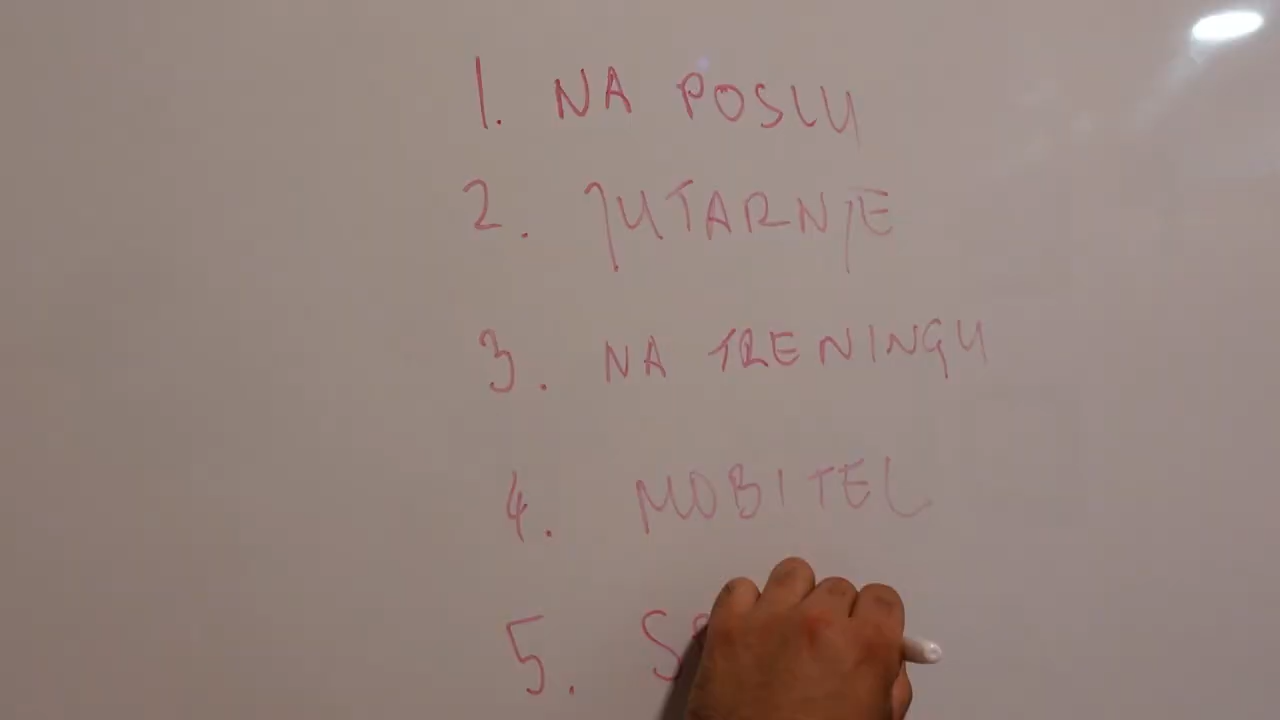 1. NA POSLU
2. JUTARNJE
3. NA TRENINGU
4. MOBITEL
5.